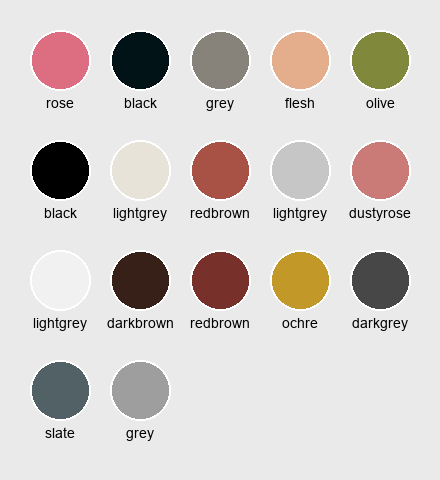 rose black grey flesh olive
black lightgrey redbrown lightgrey dustyrose
lightgrey darkbrown redbrown ochre darkgrey
slate grey